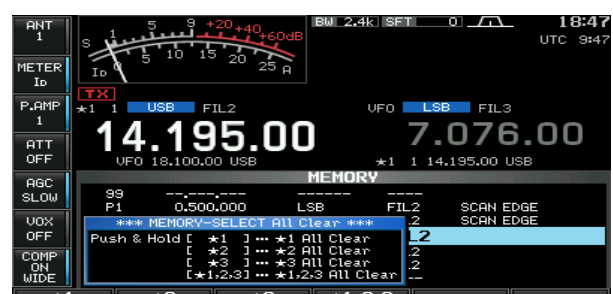 ANT
1
METER
ID
P.AMP
1
ATT
OFF
AGC
SLOW
VOX
OFF
COMP
ON
WIDE
S 1 3 5 9 +20 +40 +60dB
ID 5 10 15 20 25 A
BW 2.4k SFT 0
18:47
UTC 9:47
TX
★1 1 USB FIL2
14.195.00
VFO 18.100.00 USB
VFO LSB FIL3
7.076.00
★1 1 14.195.00 USB
MEMORY
99 --.---.--- ---- ----
P1 0.500.000 LSB FIL2 SCAN EDGE
.2 SCAN EDGE
L2
.2
.2
--
*** MEMORY-SELECT All Clear ***
Push & Hold [ ★1 ] ••• ★1 All Clear
[ ★2 ] ••• ★2 All Clear
[ ★3 ] ••• ★3 All Clear
[★1,2,3] ••• ★1,2,3 All Clear